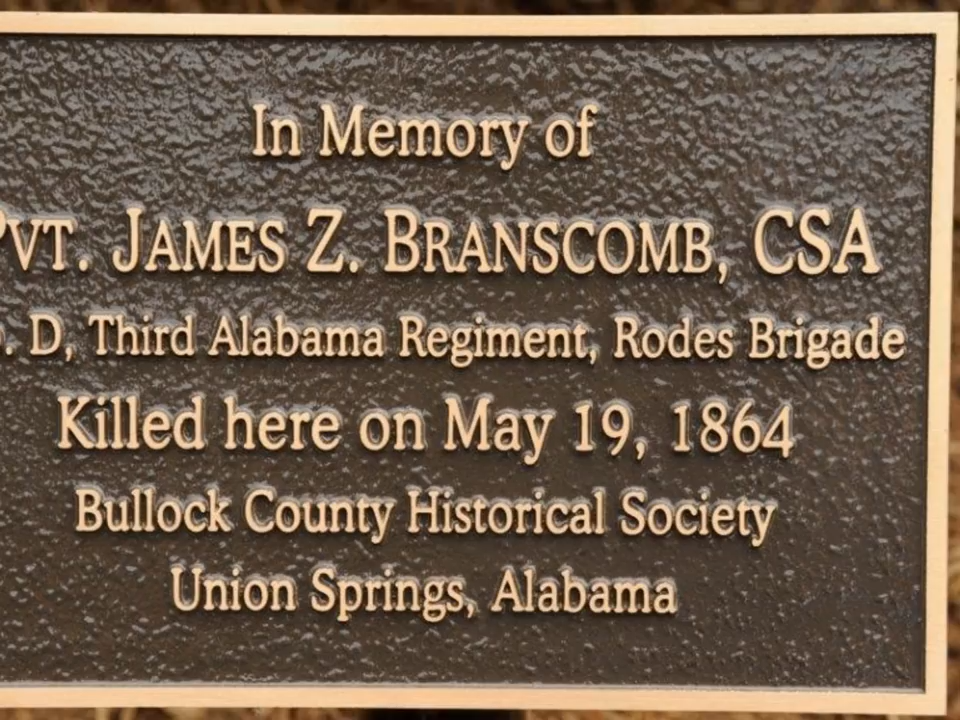 In Memory of
PVT. JAMES Z. BRANSCOMB, CSA
D, Third Alabama Regiment, Rodes Brigade
Killed here on May 19, 1864
Bullock County Historical Society
Union Springs, Alabama